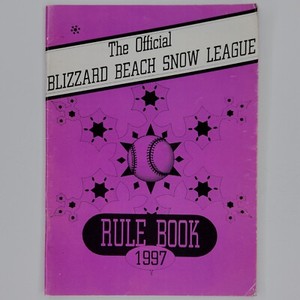 The Official
BLIZZARD BEACH SNOW LEAGUE
RULE BOOK
1997